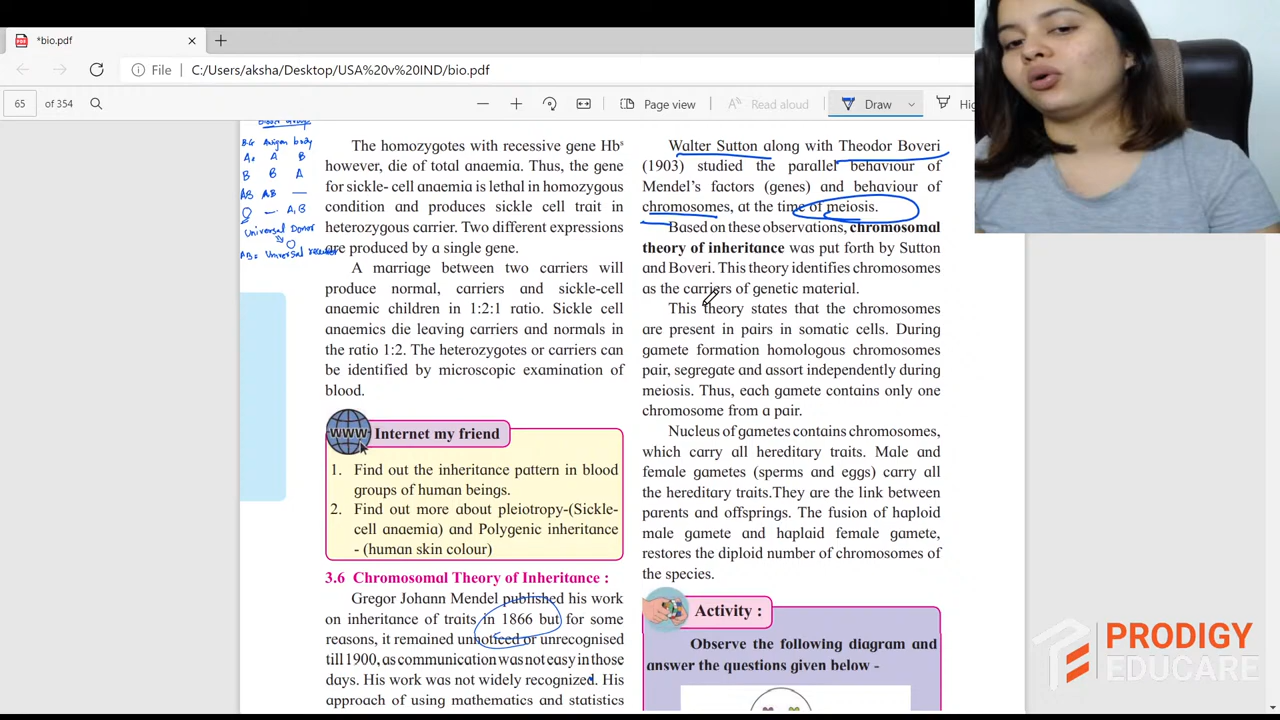 *bio.pdf
File C:/Users/aksha/Desktop/USA%20v%20IND/bio.pdf
65 of 354
Page view
Read aloud
Draw
Hig
B.G Antigen body
A A B
B B A
AB AB —
O — A,B
Universal Donor
AB = Universal
The homozygotes with recessive gene Hbˢ
however, die of total anaemia. Thus, the gene
for sickle- cell anaemia is lethal in homozygous
condition and produces sickle cell trait in
heterozygous carrier. Two different expressions
are produced by a single gene.
A marriage between two carriers will
produce normal, carriers and sickle-cell
anaemic children in 1:2:1 ratio. Sickle cell
anaemics die leaving carriers and normals in
the ratio 1:2. The heterozygotes or carriers can
be identified by microscopic examination of
blood.
WWW Internet my friend
1. Find out the inheritance pattern in blood
groups of human beings.
2. Find out more about pleiotropy-(Sickle-
cell anaemia) and Polygenic inheritance
- (human skin colour)
3.6 Chromosomal Theory of Inheritance :
Gregor Johann Mendel published his work
on inheritance of traits in 1866 but for some
reasons, it remained unnoticed or unrecognised
till 1900, as communication was not easy in those
days. His work was not widely recognized. His
approach of using mathematics and statistics
Walter Sutton along with Theodor Boveri
(1903) studied the parallel behaviour of
Mendel's factors (genes) and behaviour of
chromosomes, at the time of meiosis.
Based on these observations, chromosomal
theory of inheritance was put forth by Sutton
and Boveri. This theory identifies chromosomes
as the carriers of genetic material.
This theory states that the chromosomes
are present in pairs in somatic cells. During
gamete formation homologous chromosomes
pair, segregate and assort independently during
meiosis. Thus, each gamete contains only one
chromosome from a pair.
Nucleus of gametes contains chromosomes,
which carry all hereditary traits. Male and
female gametes (sperms and eggs) carry all
the hereditary traits.They are the link between
parents and offsprings. The fusion of haploid
male gamete and haplaid female gamete,
restores the diploid number of chromosomes of
the species.
Activity :
Observe the following diagram and
answer the questions given below -
PRODIGY
EDUCARE